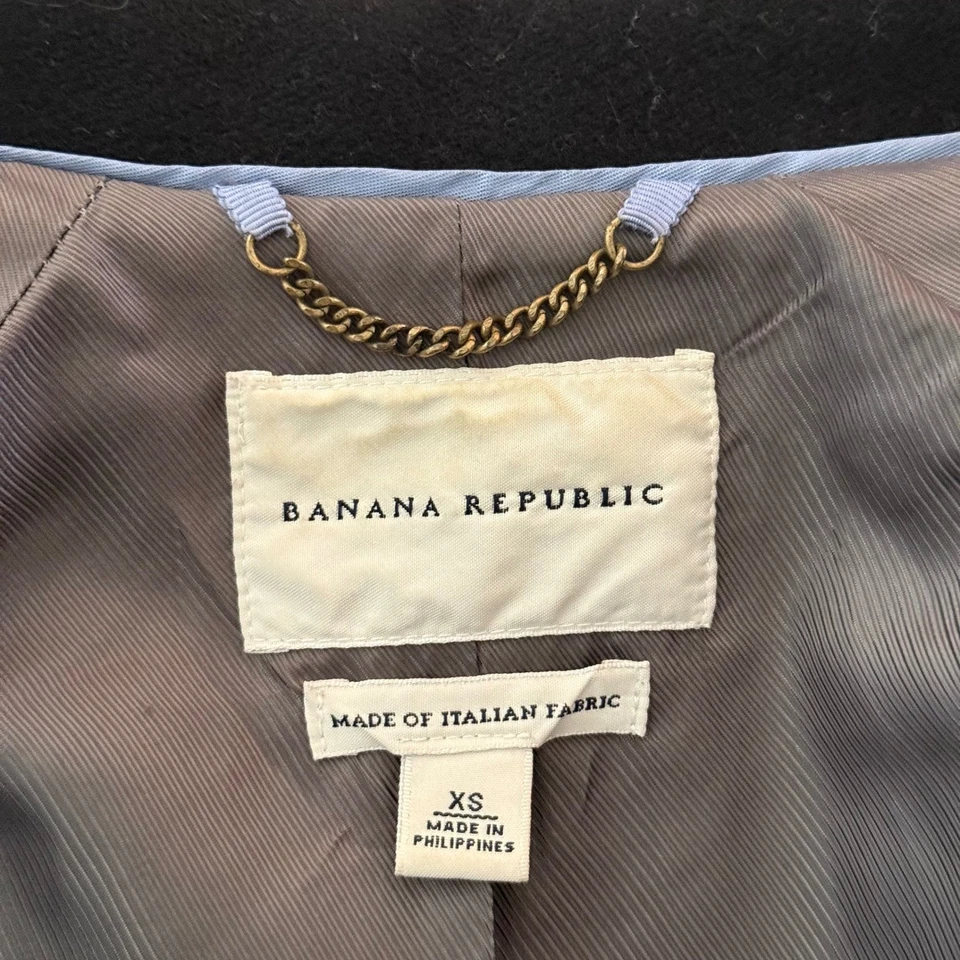 BANANA REPUBLIC
MADE OF ITALIAN FABRIC
XS
MADE IN
PHILIPPINES